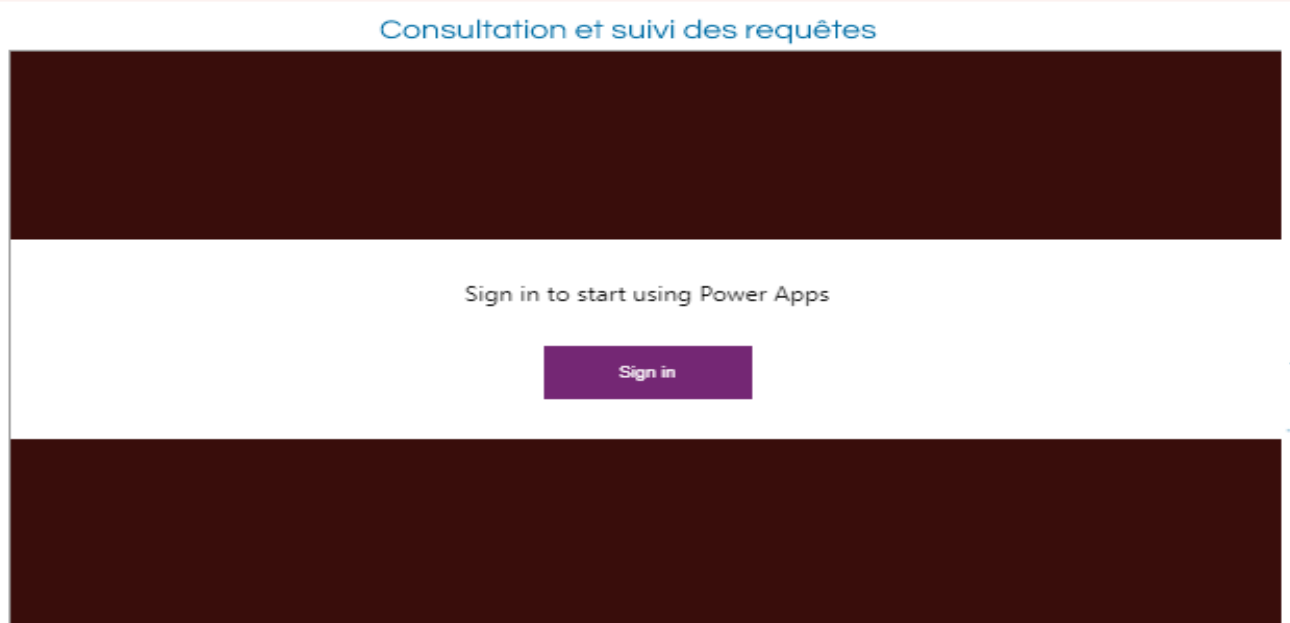 Consultation et suivi des requêtes
Sign in to start using Power Apps
Sign in